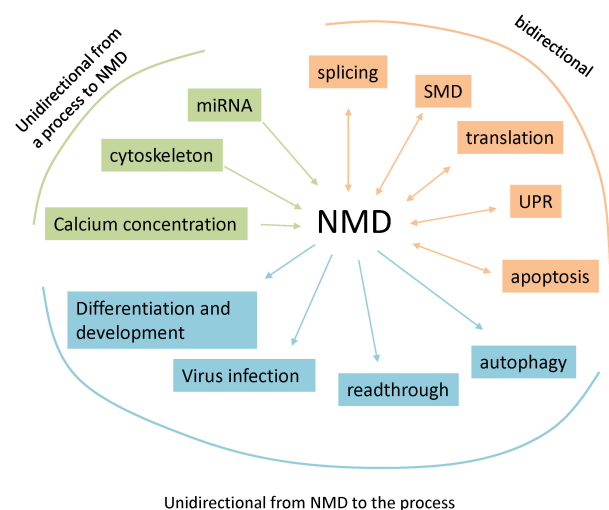 Unidirectional from
a process to NMD
bidirectional
splicing
SMD
miRNA
translation
cytoskeleton
UPR
Calcium concentration
NMD
apoptosis
Differentiation and
development
Virus infection
readthrough
autophagy
Unidirectional from NMD to the process